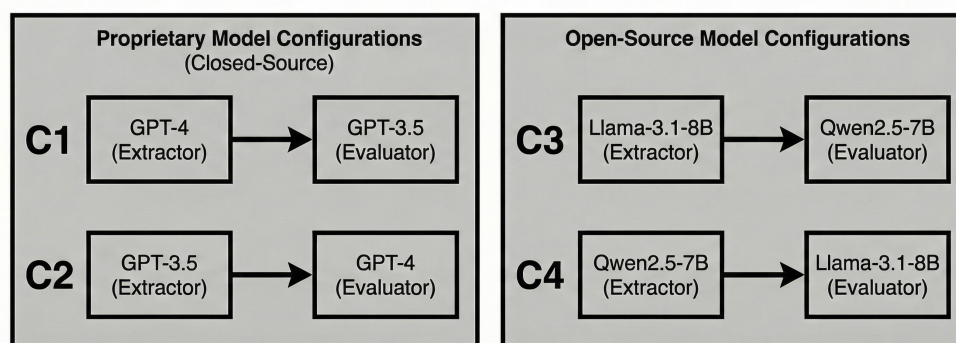 Proprietary Model Configurations
(Closed-Source)
C1
GPT-4
(Extractor)
GPT-3.5
(Evaluator)
C2
GPT-3.5
(Extractor)
GPT-4
(Evaluator)
Open-Source Model Configurations
C3
Llama-3.1-8B
(Extractor)
Qwen2.5-7B
(Evaluator)
C4
Qwen2.5-7B
(Extractor)
Llama-3.1-8B
(Evaluator)